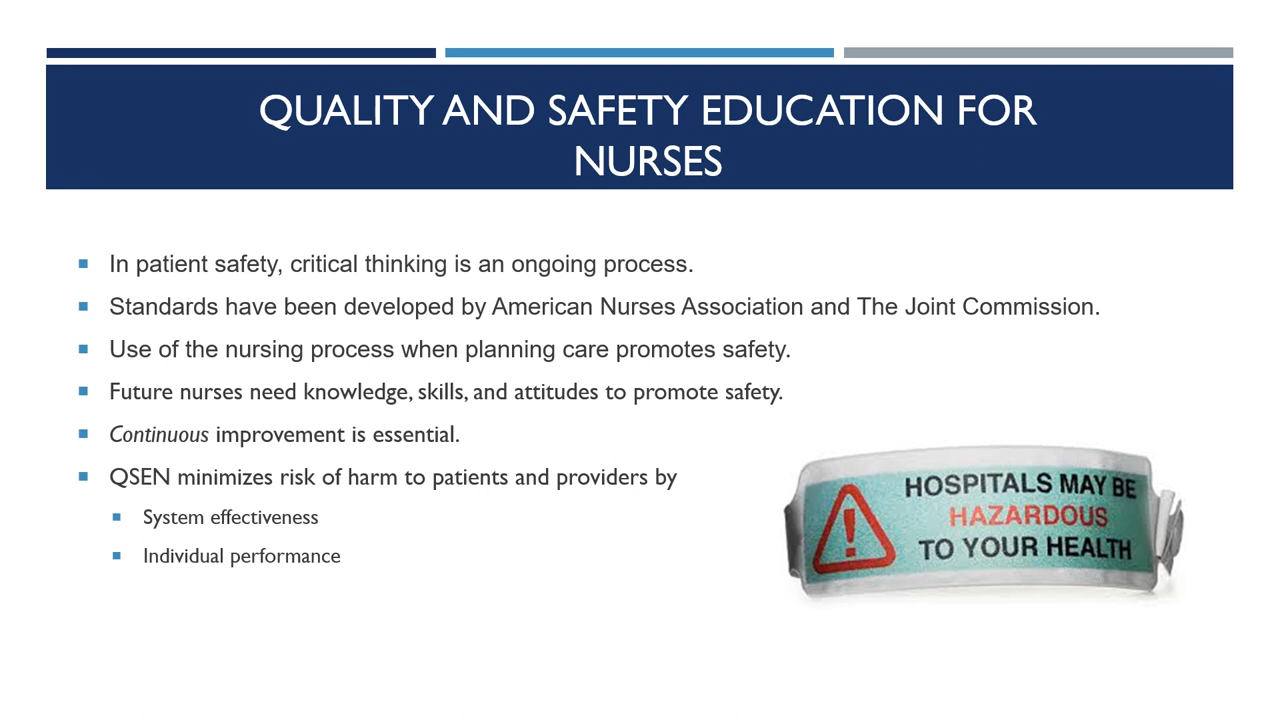 QUALITY AND SAFETY EDUCATION FOR
NURSES
In patient safety, critical thinking is an ongoing process.
Standards have been developed by American Nurses Association and The Joint Commission.
Use of the nursing process when planning care promotes safety.
Future nurses need knowledge, skills, and attitudes to promote safety.
Continuous improvement is essential.
QSEN minimizes risk of harm to patients and providers by
System effectiveness
Individual performance
HOSPITALS MAY BE
HAZARDOUS
TO YOUR HEALTH